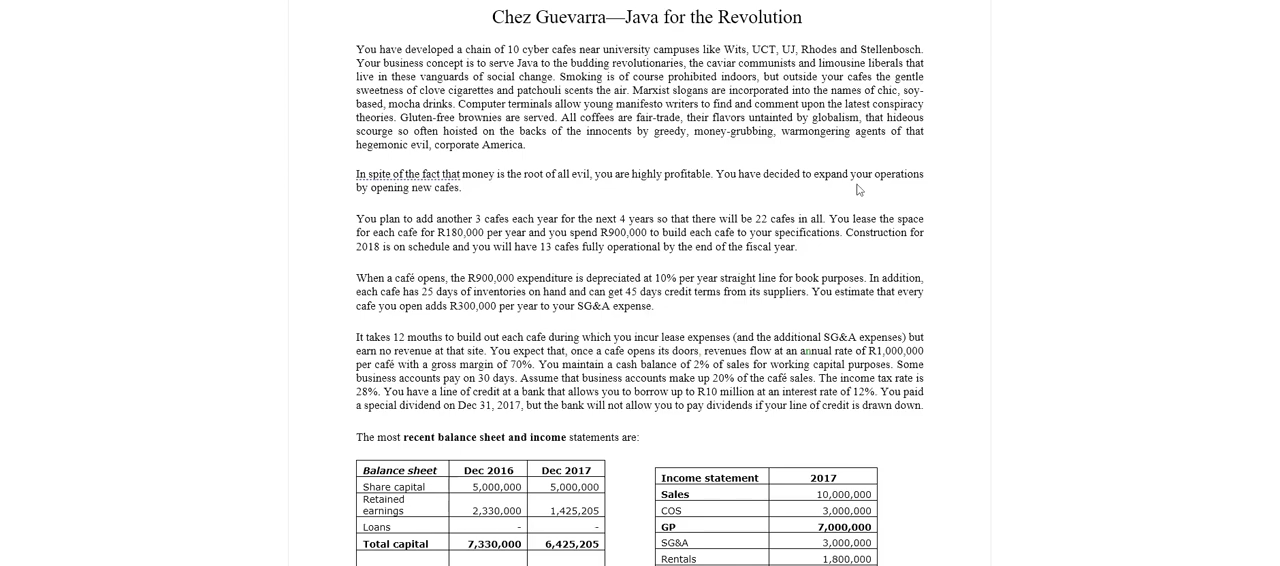 Chez Guevarra—Java for the Revolution
You have developed a chain of 10 cyber cafes near university campuses like Wits, UCT, UJ, Rhodes and Stellenbosch.
Your business concept is to serve Java to the budding revolutionaries, the caviar communists and limousine liberals that
live in these vanguards of social change. Smoking is of course prohibited indoors, but outside your cafes the gentle
sweetness of clove cigarettes and patchouli scents the air. Marxist slogans are incorporated into the names of chic, soy-
based, mocha drinks. Computer terminals allow young manifesto writers to find and comment upon the latest conspiracy
theories. Gluten-free brownies are served. All coffees are fair-trade, their flavors untainted by globalism, that hideous
scourge so often hoisted on the backs of the innocents by greedy, money-grubbing, warmongering agents of that
hegemonic evil, corporate America.
In spite of the fact that money is the root of all evil, you are highly profitable. You have decided to expand your operations
by opening new cafes.
You plan to add another 3 cafes each year for the next 4 years so that there will be 22 cafes in all. You lease the space
for each cafe for R180,000 per year and you spend R900,000 to build each cafe to your specifications. Construction for
2018 is on schedule and you will have 13 cafes fully operational by the end of the fiscal year.
When a café opens, the R900,000 expenditure is depreciated at 10% per year straight line for book purposes. In addition,
each cafe has 25 days of inventories on hand and can get 45 days credit terms from its suppliers. You estimate that every
cafe you open adds R300,000 per year to your SG&A expense.
It takes 12 mouths to build out each cafe during which you incur lease expenses (and the additional SG&A expenses) but
earn no revenue at that site. You expect that, once a cafe opens its doors, revenues flow at an annual rate of R1,000,000
per café with a gross margin of 70%. You maintain a cash balance of 2% of sales for working capital purposes. Some
business accounts pay on 30 days. Assume that business accounts make up 20% of the café sales. The income tax rate is
28%. You have a line of credit at a bank that allows you to borrow up to R10 million at an interest rate of 12%. You paid
a special dividend on Dec 31, 2017, but the bank will not allow you to pay dividends if your line of credit is drawn down.
The most recent balance sheet and income statements are:
Balance sheet Dec 2016 Dec 2017
Share capital 5,000,000 5,000,000
Retained
earnings 2,330,000 1,425,205
Loans - -
Total capital 7,330,000 6,425,205
Income statement 2017
Sales 10,000,000
COS 3,000,000
GP 7,000,000
SG&A 3,000,000
Rentals 1,800,000